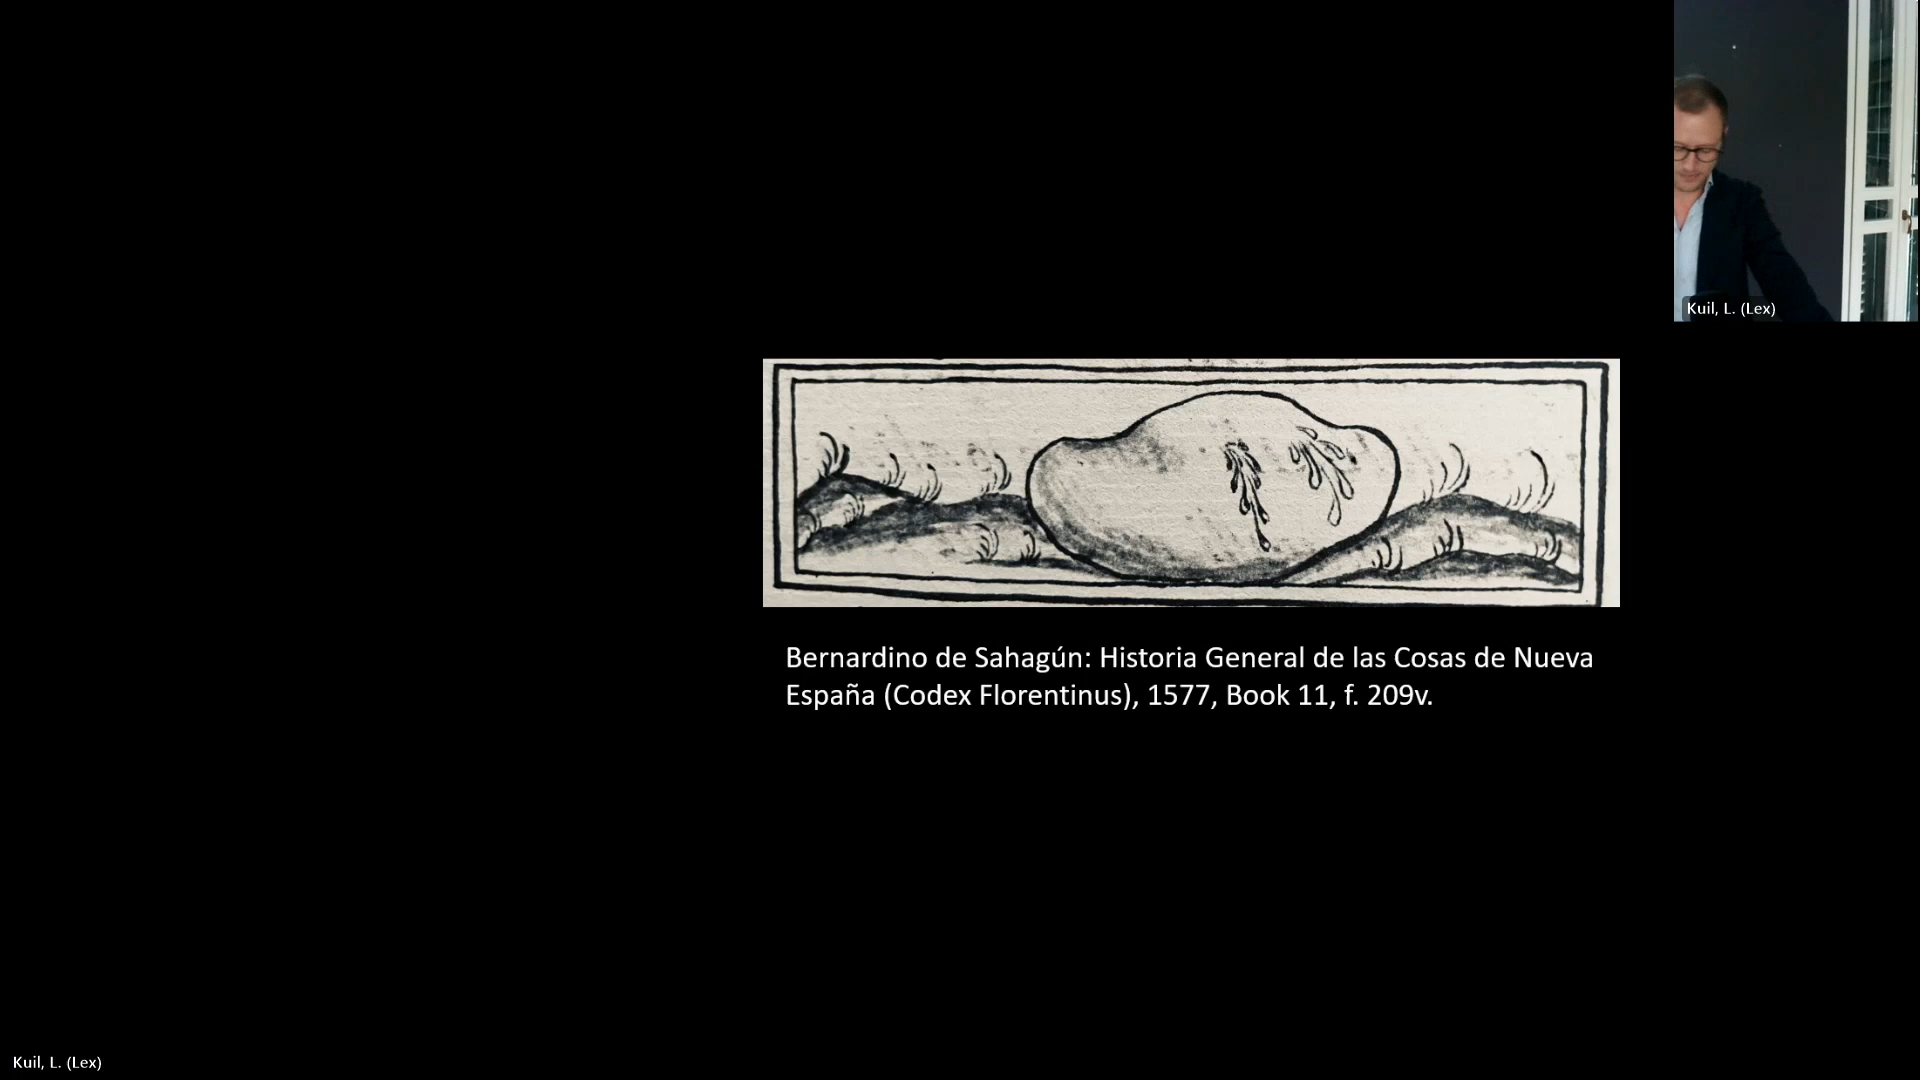 Kuil, L. (Lex)
Bernardino de Sahagún: Historia General de las Cosas de Nueva
España (Codex Florentinus), 1577, Book 11, f. 209v.
Kuil, L. (Lex)